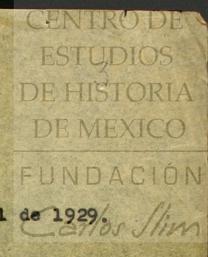 CENTRO DE
ESTUDIOS
DE HISTORIA
DE MEXICO
FUNDACIÓN
l de 1929.
Carlos Slim